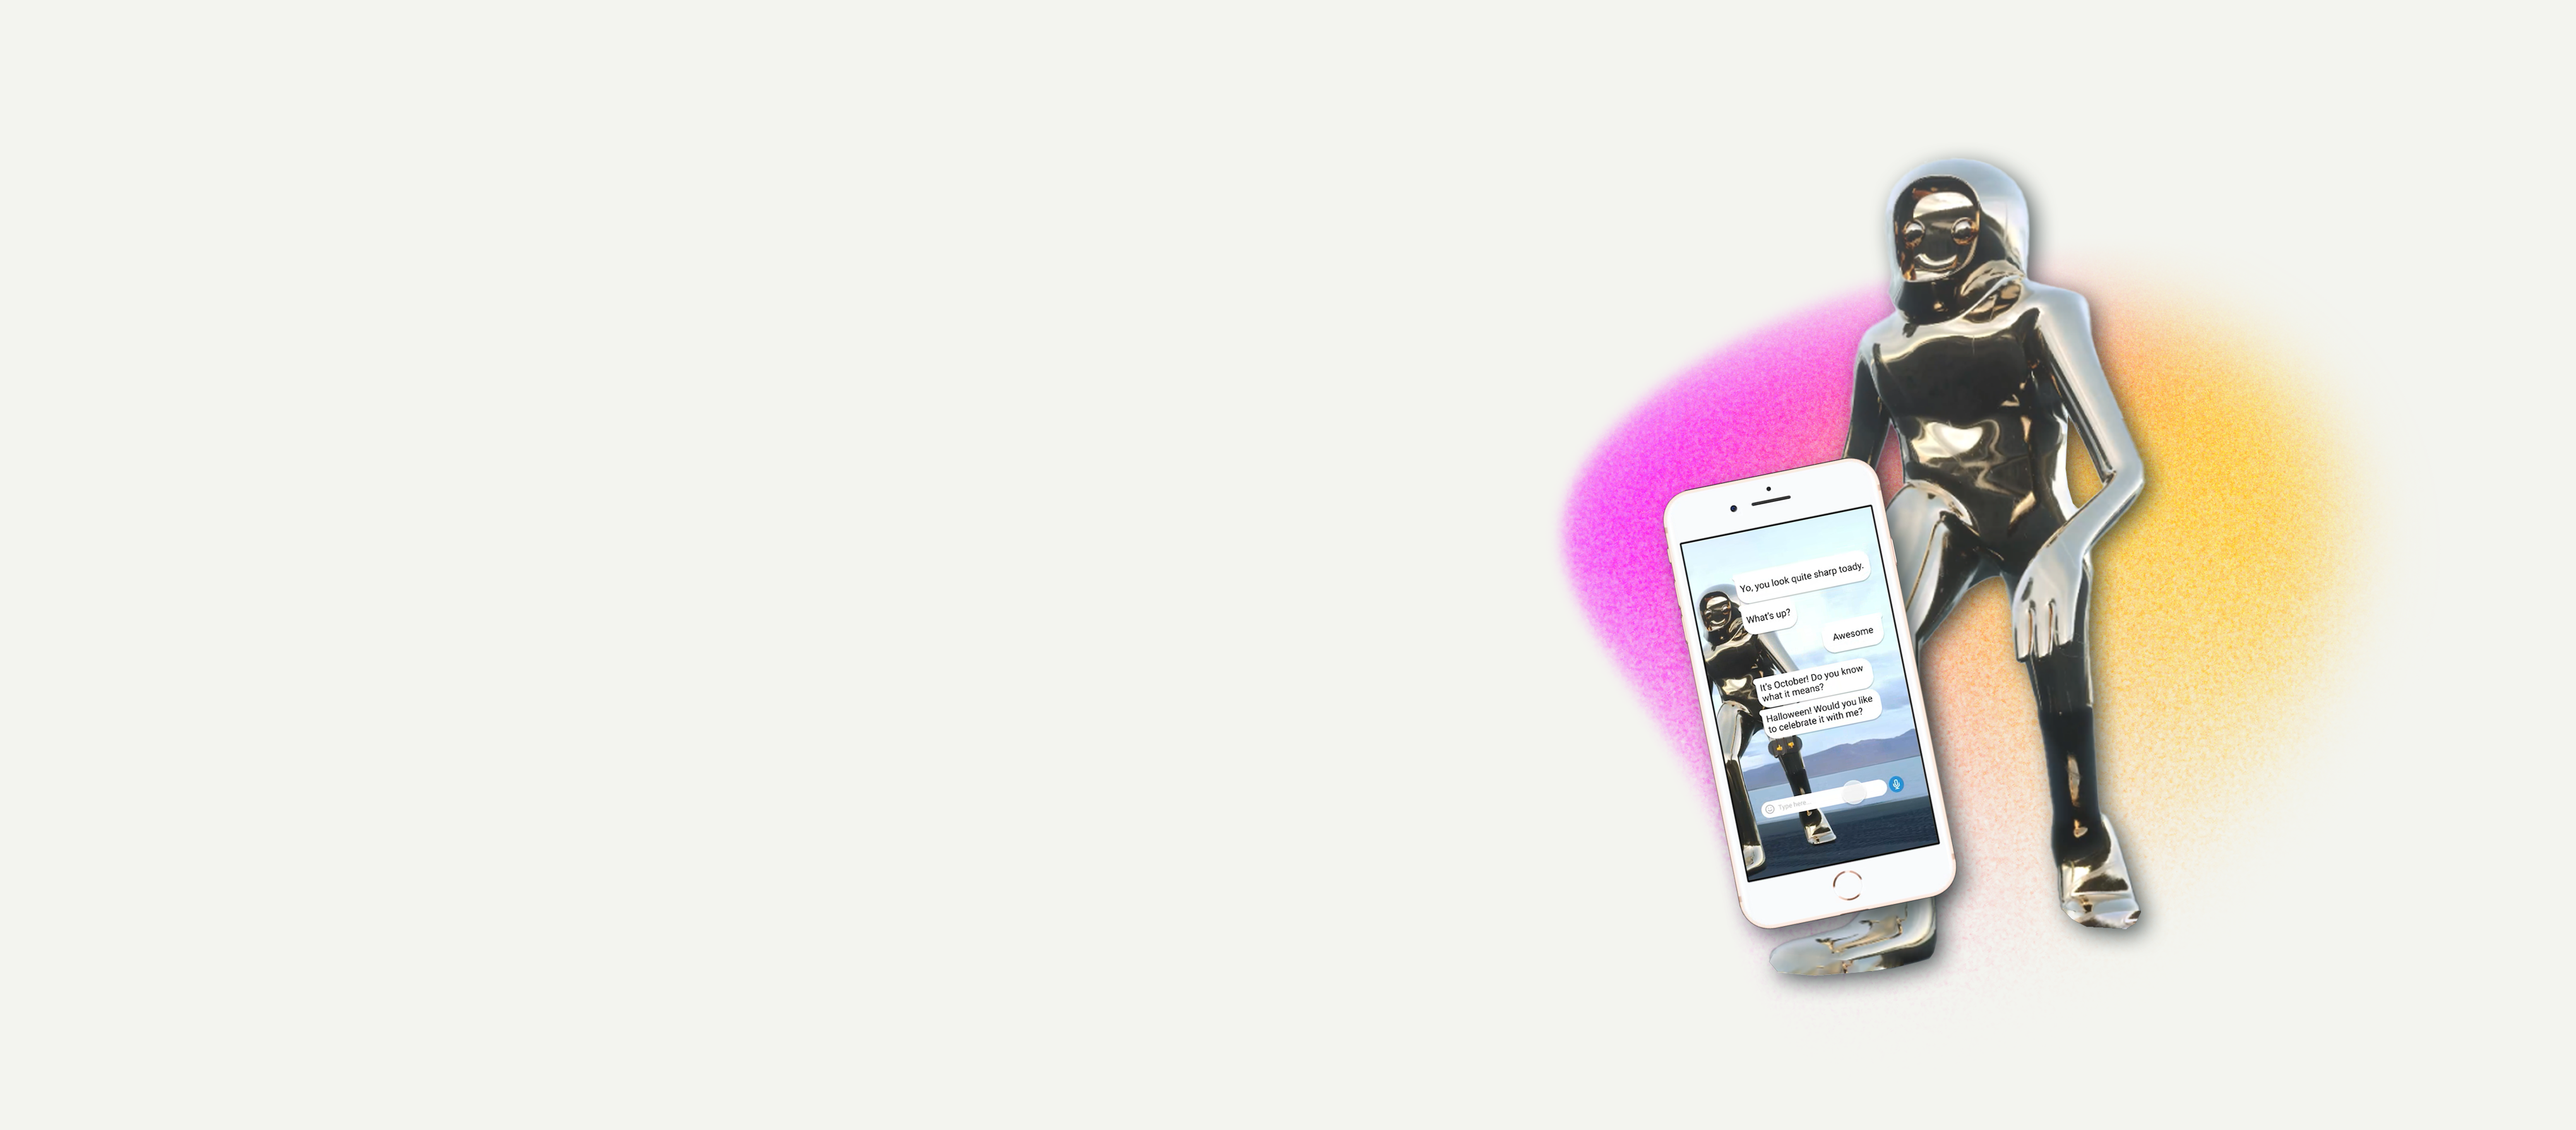 Yo, you look quite sharp toady.
What's up?
Awesome
It's October! Do you know
what it means?
Halloween! Would you like
to celebrate it with me?
Type here...